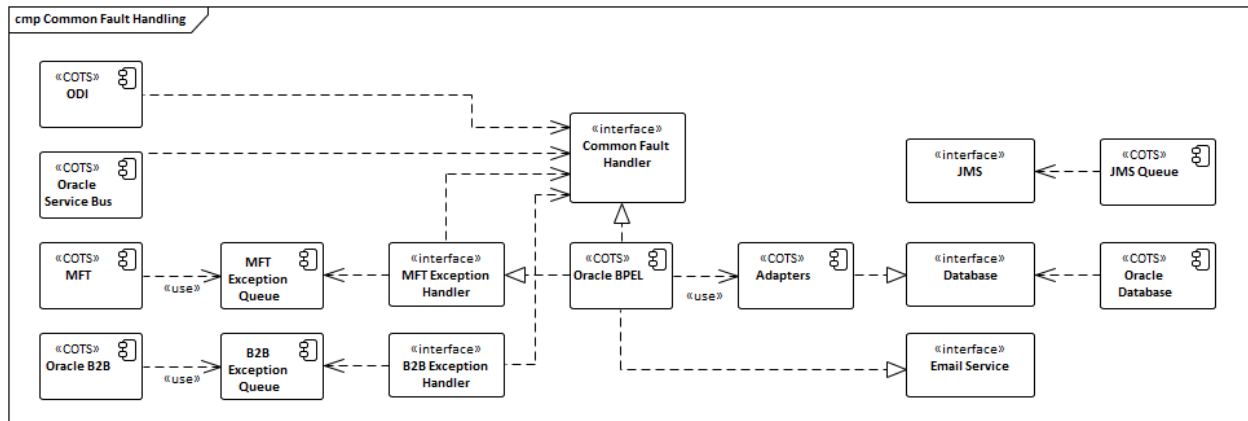 cmp Common Fault Handling
«COTS»
ODI
«interface»
Common Fault
Handler
«COTS»
Oracle
Service Bus
«interface»
JMS
«COTS»
JMS Queue
«COTS»
MFT
«use»
MFT
Exception
Queue
«interface»
MFT Exception
Handler
«COTS»
Oracle BPEL
«use»
«COTS»
Adapters
«interface»
Database
«COTS»
Oracle
Database
«COTS»
Oracle B2B
«use»
B2B
Exception
Queue
«interface»
B2B Exception
Handler
«interface»
Email Service